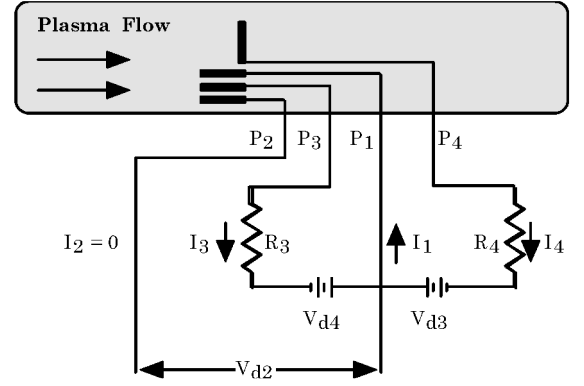 Plasma Flow
P2 P3 P1 P4
I2 = 0 I3 R3 I1 R4 I4
Vd4 Vd3
Vd2